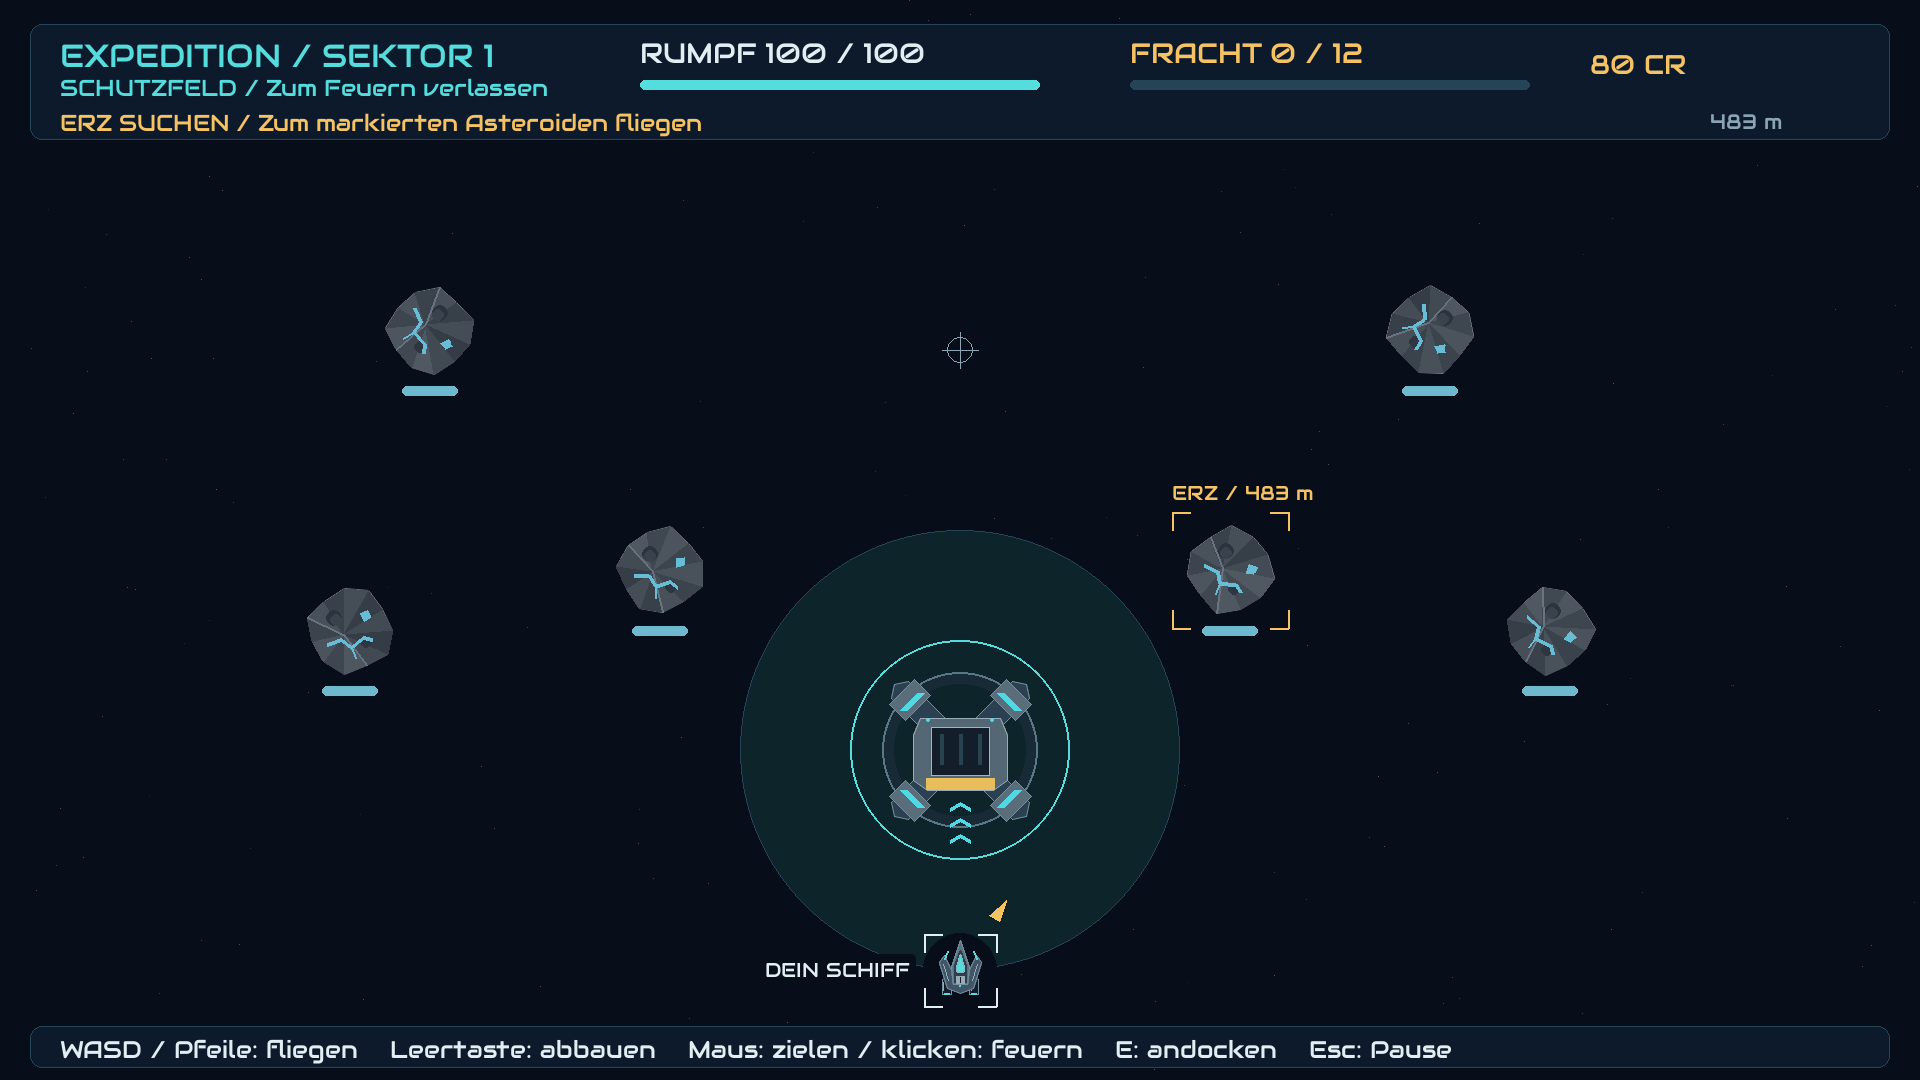 EXPEDITION / SEKTOR 1
SCHUTZFELD / Zum Feuern verlassen
ERZ SUCHEN / Zum markierten Asteroiden fliegen
RUMPF 100 / 100
FRACHT 0 / 12
80 CR
483 m
ERZ / 483 m
DEIN SCHIFF
WASD / Pfeile: fliegen Leertaste: abbauen Maus: zielen / klicken: feuern E: andocken Esc: Pause